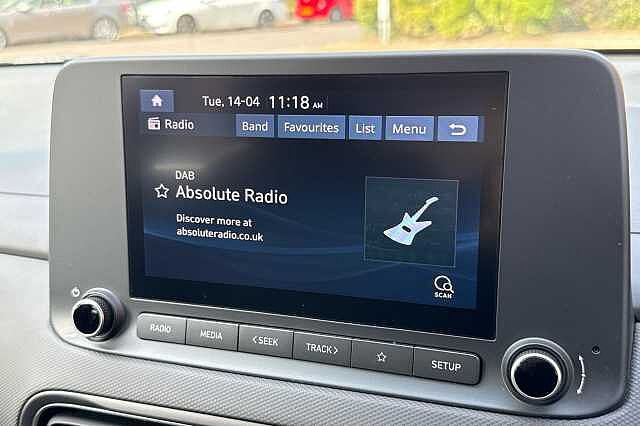 Tue, 14-04 11:18 AM
Radio Band Favourites List Menu
DAB
Absolute Radio
Discover more at
absoluteradio.co.uk
SCAN
RADIO MEDIA <SEEK TRACK> SETUP